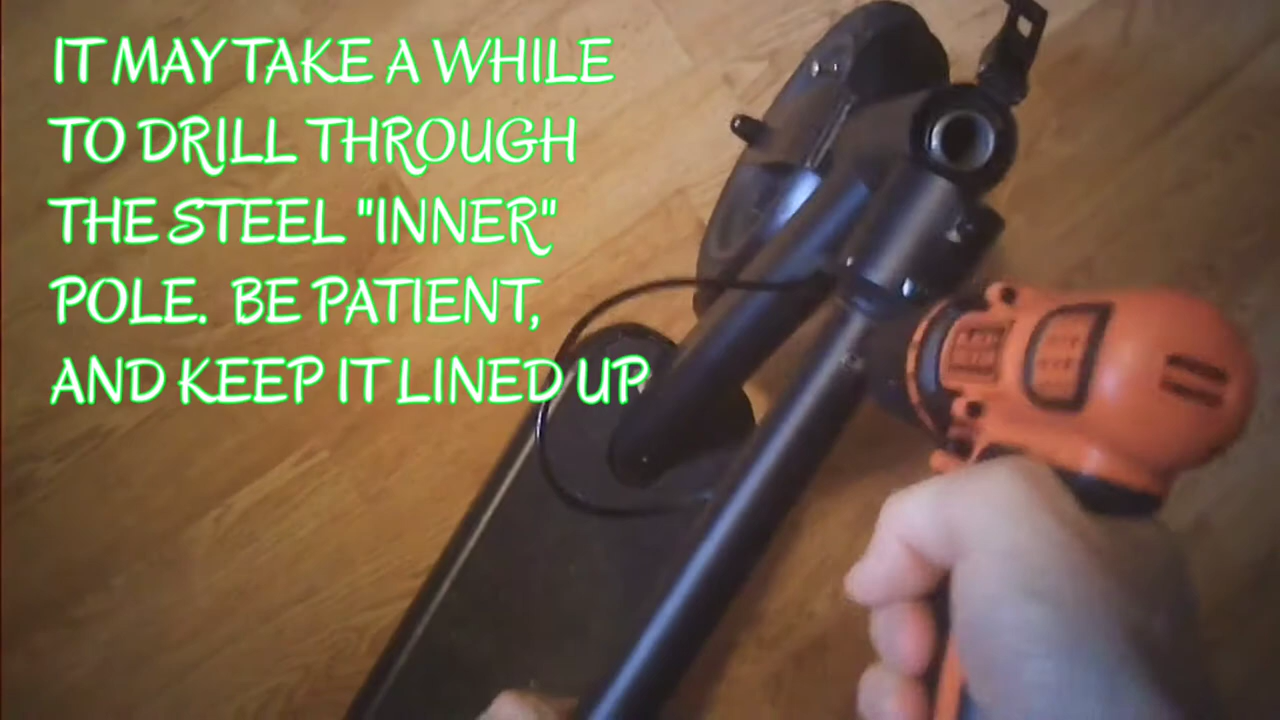 IT MAY TAKE A WHILE
TO DRILL THROUGH
THE STEEL "INNER"
POLE. BE PATIENT,
AND KEEP IT LINED UP